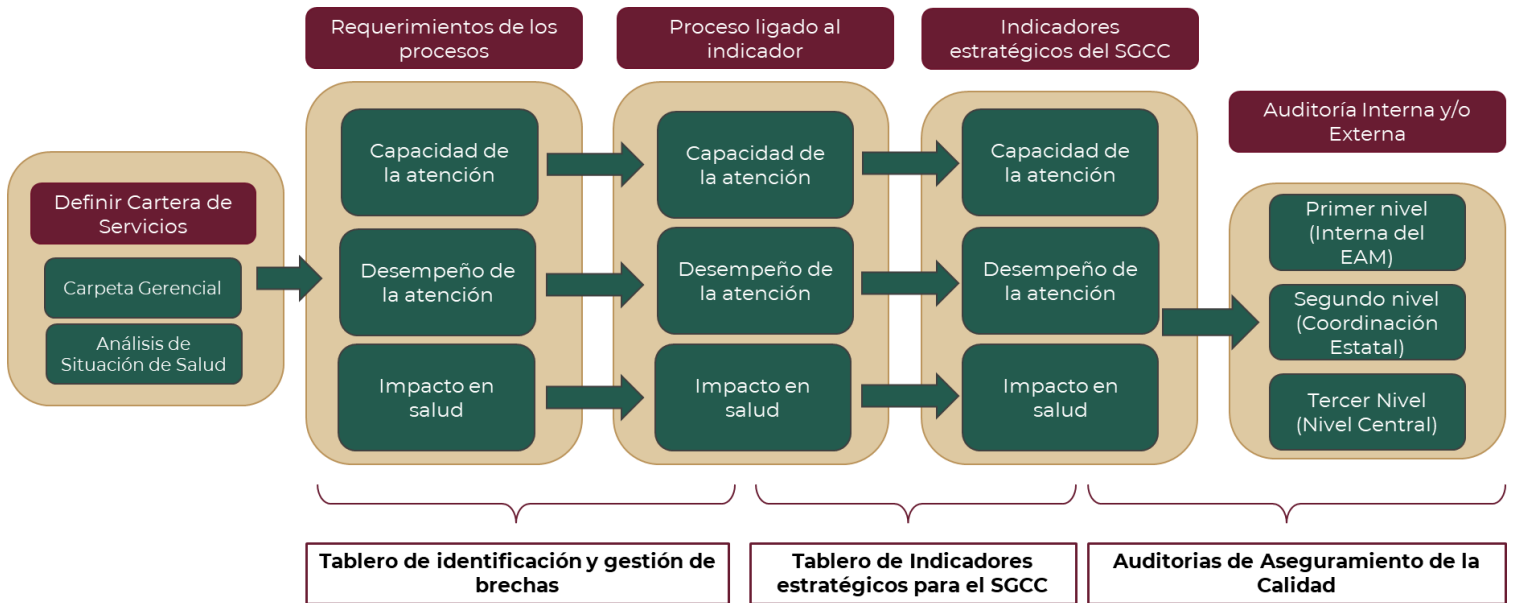 Definir Cartera de
Servicios
Carpeta Gerencial
Análisis de
Situación de Salud
Requerimientos de los
procesos
Capacidad de
la atención
Desempeño de
la atención
Impacto en
salud
Proceso ligado al
indicador
Capacidad de
la atención
Desempeño de
la atención
Impacto en
salud
Indicadores
estratégicos del SGCC
Capacidad de
la atención
Desempeño de
la atención
Impacto en
salud
Auditoría Interna y/o
Externa
Primer nivel
(Interna del
EAM)
Segundo nivel
(Coordinación
Estatal)
Tercer Nivel
(Nivel Central)
Tablero de identificación y gestión de
brechas
Tablero de Indicadores
estratégicos para el SGCC
Auditorias de Aseguramiento de la
Calidad